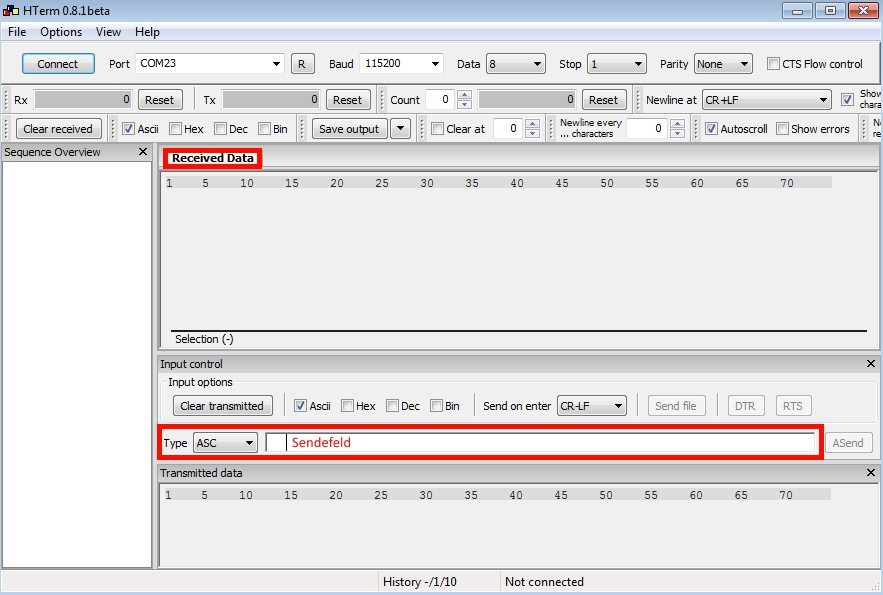 HTerm 0.8.1beta
File Options View Help
Connect Port COM23 R Baud 115200 Data 8 Stop 1 Parity None CTS Flow control
Rx 0 Reset Tx 0 Reset Count 0 0 Reset Newline at CR+LF Show
chara
Clear received Ascii Hex Dec Bin Save output Clear at 0 Newline every
... characters 0 Autoscroll Show errors
re
Sequence Overview
Received Data
1 5 10 15 20 25 30 35 40 45 50 55 60 65 70
Selection (-)
Input control
Input options
Clear transmitted Ascii Hex Dec Bin Send on enter CR-LF Send file DTR RTS
Type ASC Sendefeld ASend
Transmitted data
1 5 10 15 20 25 30 35 40 45 50 55 60 65 70
History -/1/10 Not connected